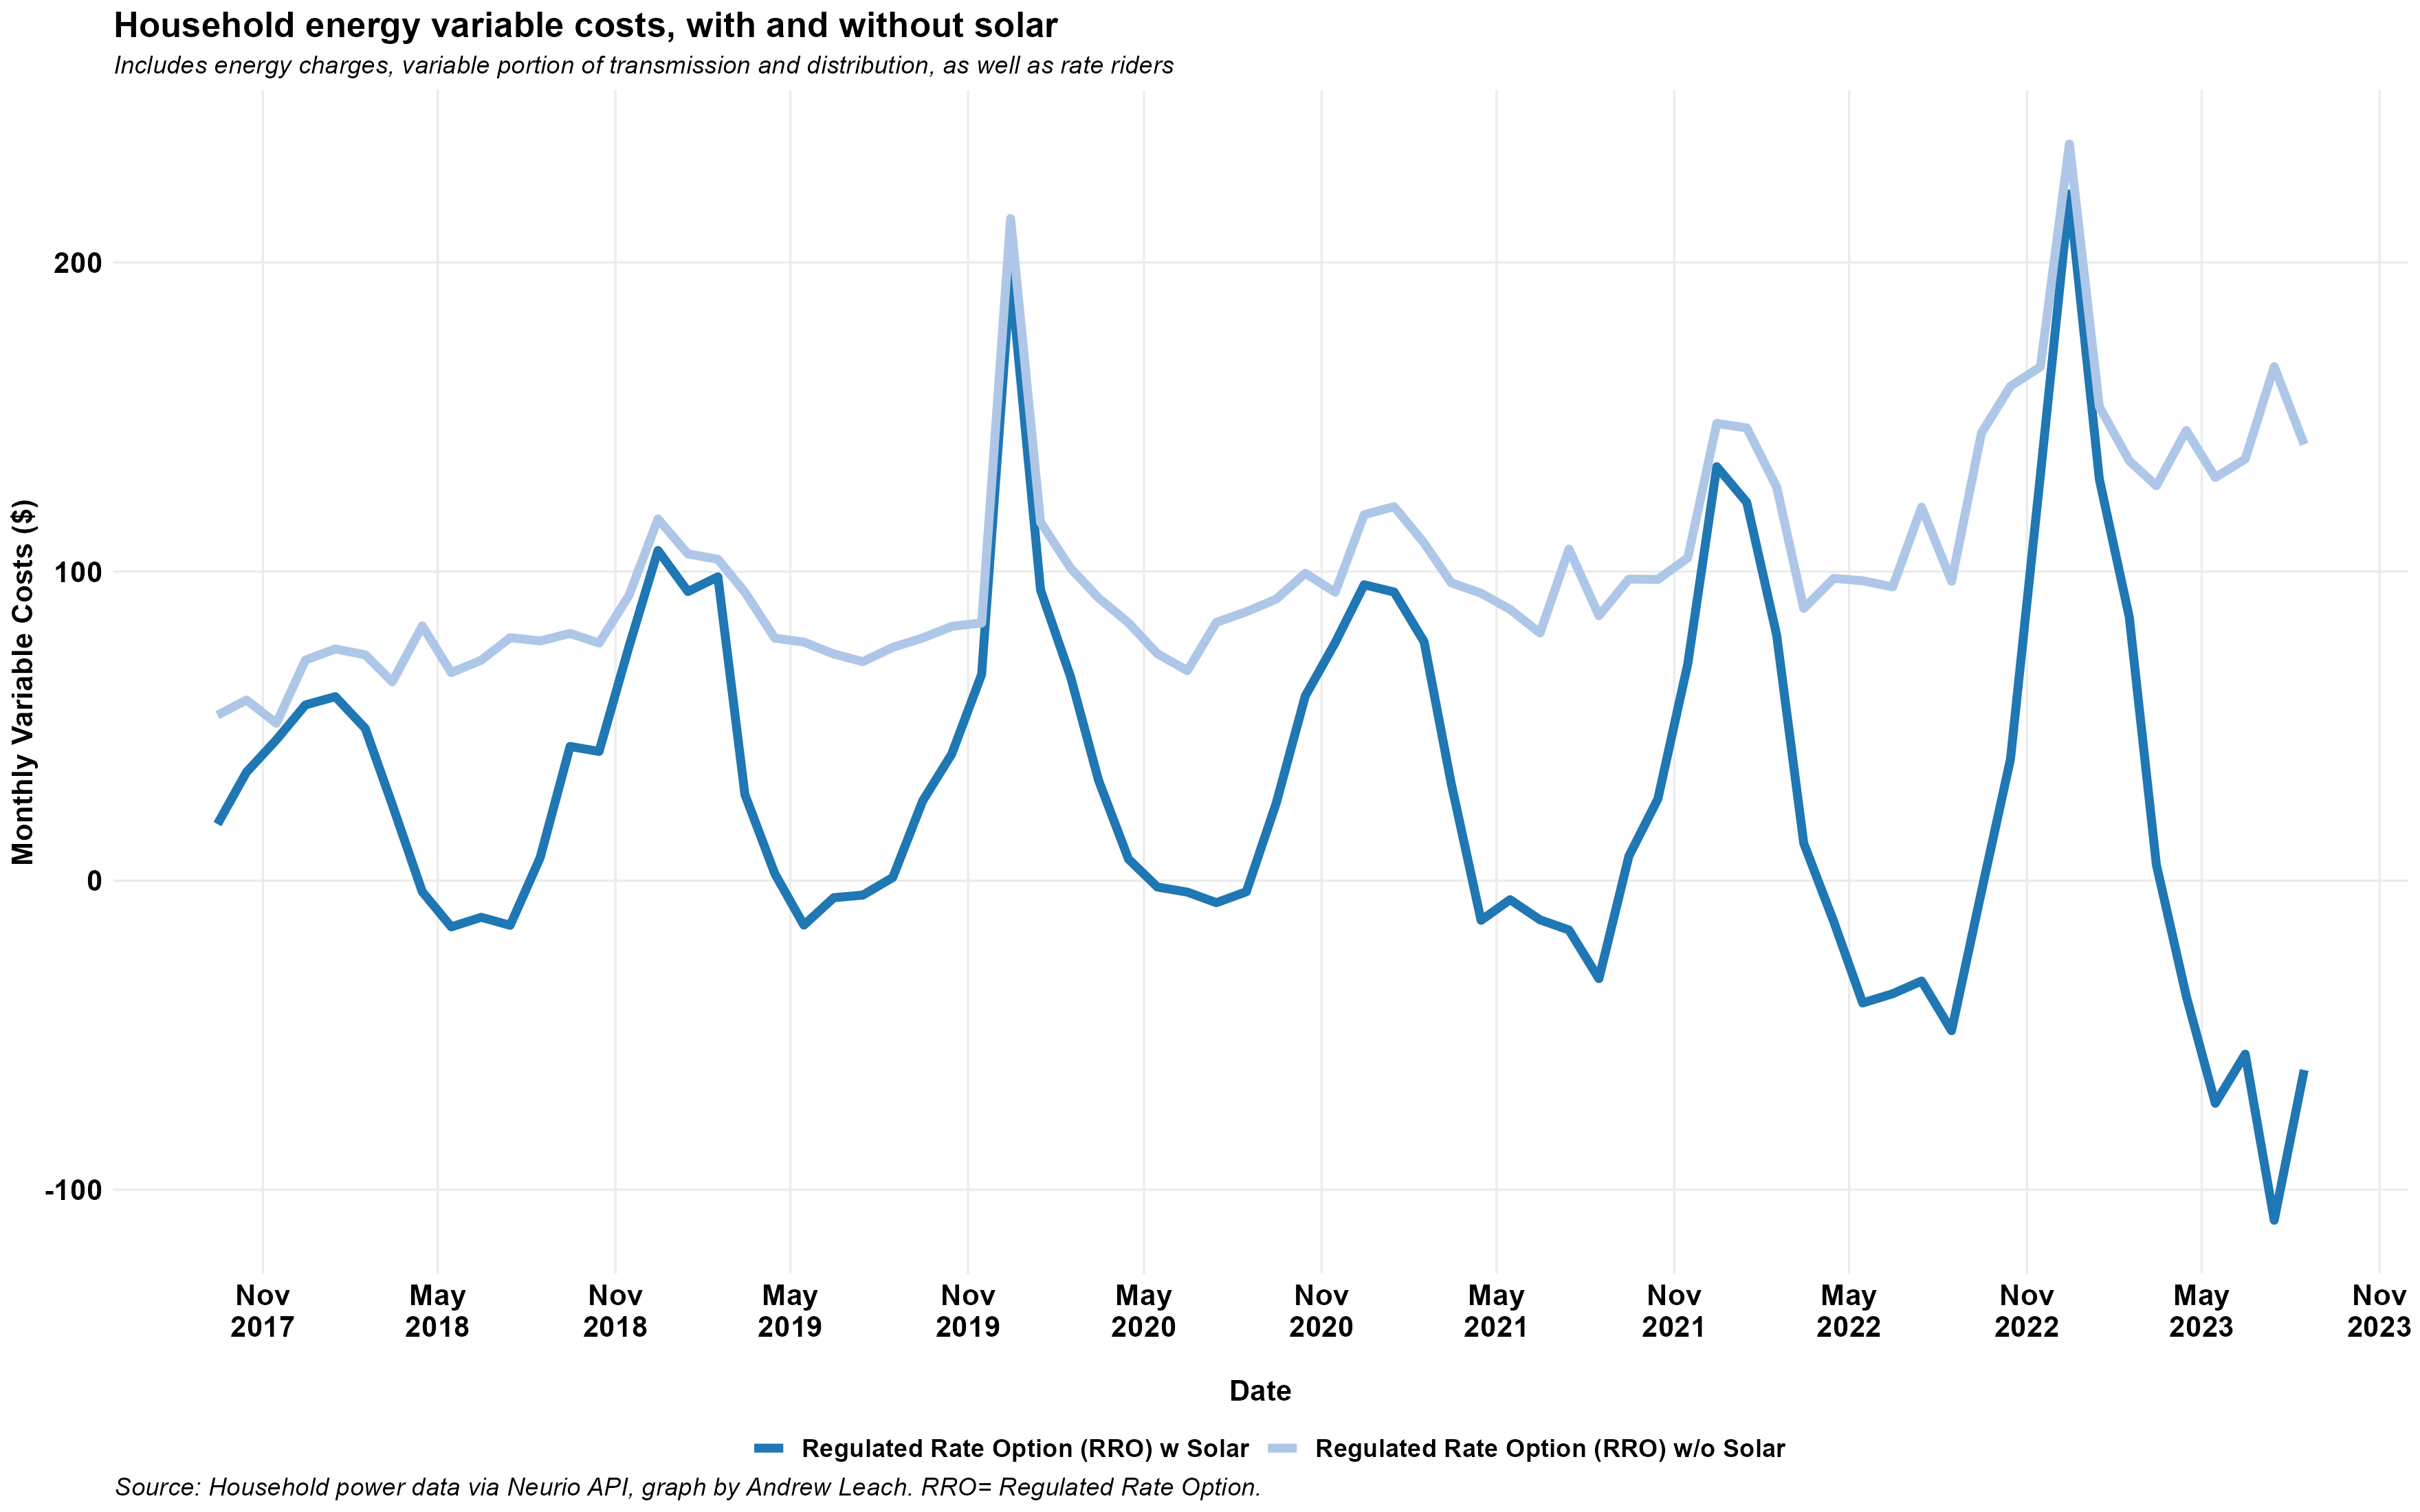 Household energy variable costs, with and without solar
Includes energy charges, variable portion of transmission and distribution, as well as rate riders
Monthly Variable Costs ($)
200
100
0
-100
Nov 2017
May 2018
Nov 2018
May 2019
Nov 2019
May 2020
Nov 2020
May 2021
Nov 2021
May 2022
Nov 2022
May 2023
Nov 2023
Date
Regulated Rate Option (RRO) w Solar
Regulated Rate Option (RRO) w/o Solar
Source: Household power data via Neurio API, graph by Andrew Leach. RRO= Regulated Rate Option.